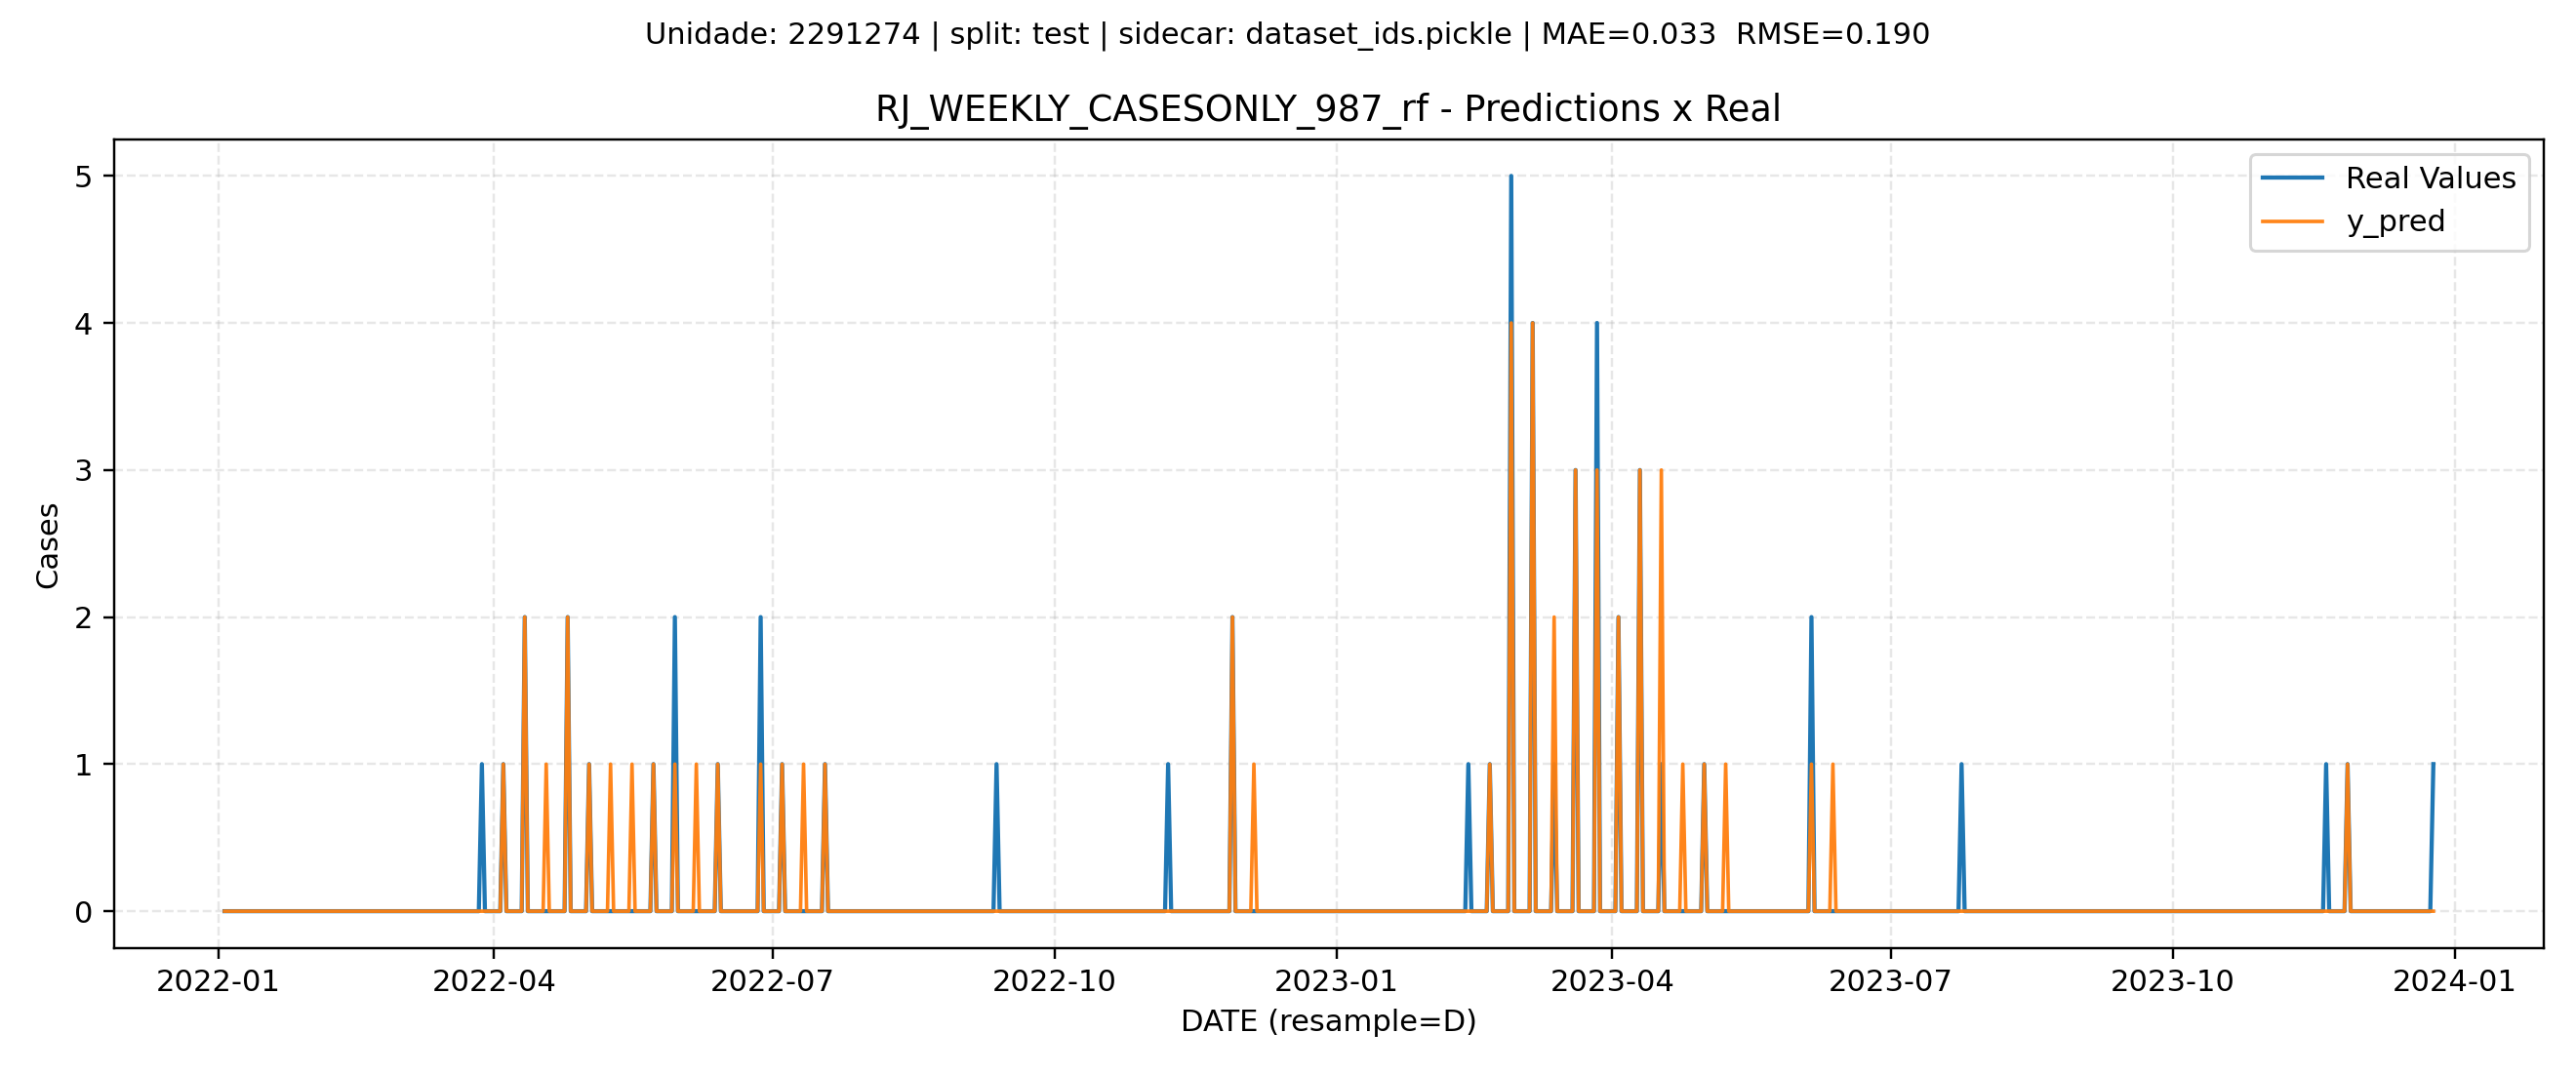 Unidade: 2291274 | split: test | sidecar: dataset_ids.pickle | MAE=0.033  RMSE=0.190
RJ_WEEKLY_CASESONLY_987_rf - Predictions x Real
Real Values
y_pred
5
4
3
2
1
0
Cases
2022-01
2022-04
2022-07
2022-10
2023-01
2023-04
2023-07
2023-10
2024-01
DATE (resample=D)